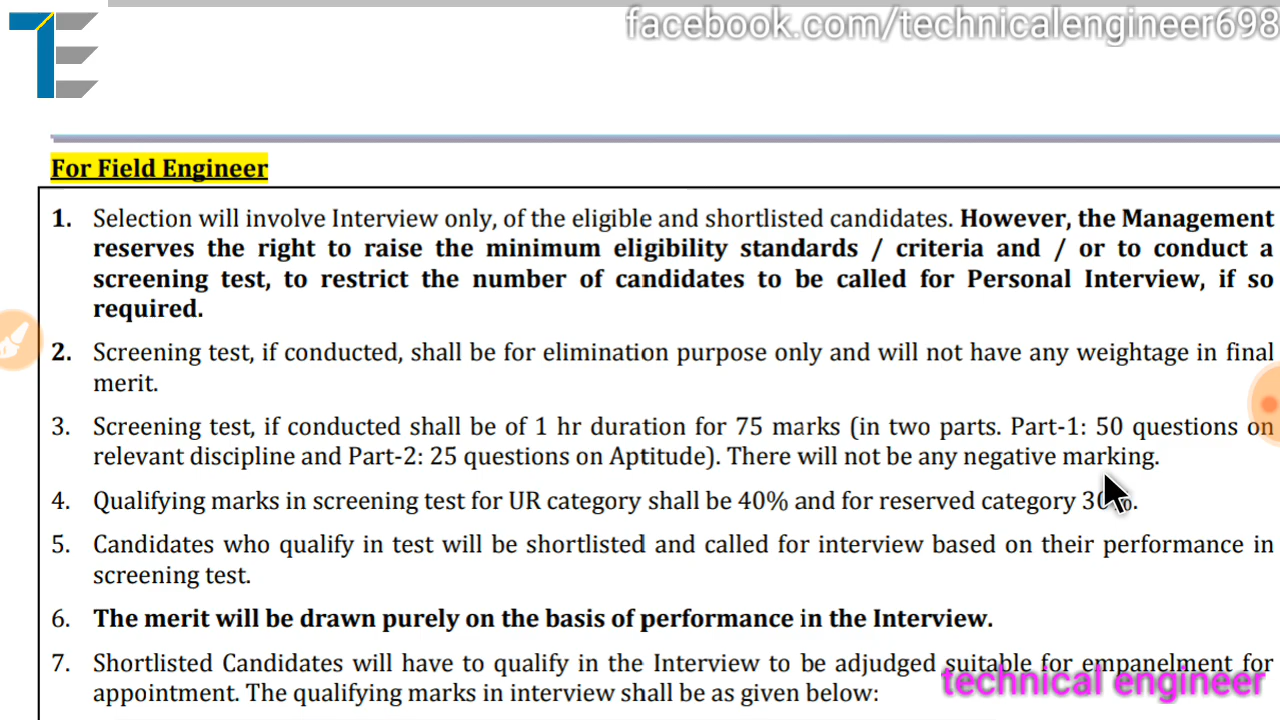 facebook.com/technicalengineer698
TE
For Field Engineer
1. Selection will involve Interview only, of the eligible and shortlisted candidates. However, the Management
reserves the right to raise the minimum eligibility standards / criteria and / or to conduct a
screening test, to restrict the number of candidates to be called for Personal Interview, if so
required.
2. Screening test, if conducted, shall be for elimination purpose only and will not have any weightage in final
merit.
3. Screening test, if conducted shall be of 1 hr duration for 75 marks (in two parts. Part-1: 50 questions on
relevant discipline and Part-2: 25 questions on Aptitude). There will not be any negative marking.
4. Qualifying marks in screening test for UR category shall be 40% and for reserved category 30%.
5. Candidates who qualify in test will be shortlisted and called for interview based on their performance in
screening test.
6. The merit will be drawn purely on the basis of performance in the Interview.
7. Shortlisted Candidates will have to qualify in the Interview to be adjudged suitable for empanelment for
appointment. The qualifying marks in interview shall be as given below:
technical engineer